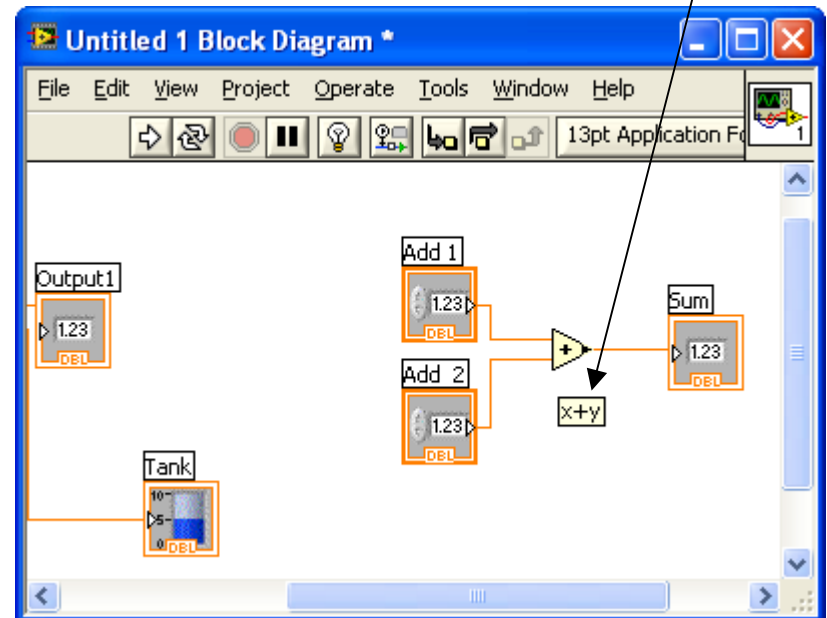 Untitled 1 Block Diagram *
File Edit View Project Operate Tools Window Help
13pt Application Fo
1
Add 1
Output1
1.23
DBL
Sum
1.23
DBL
+
1.23
DBL
Add 2
x+y
1.23
DBL
Tank
10
5
0
DBL